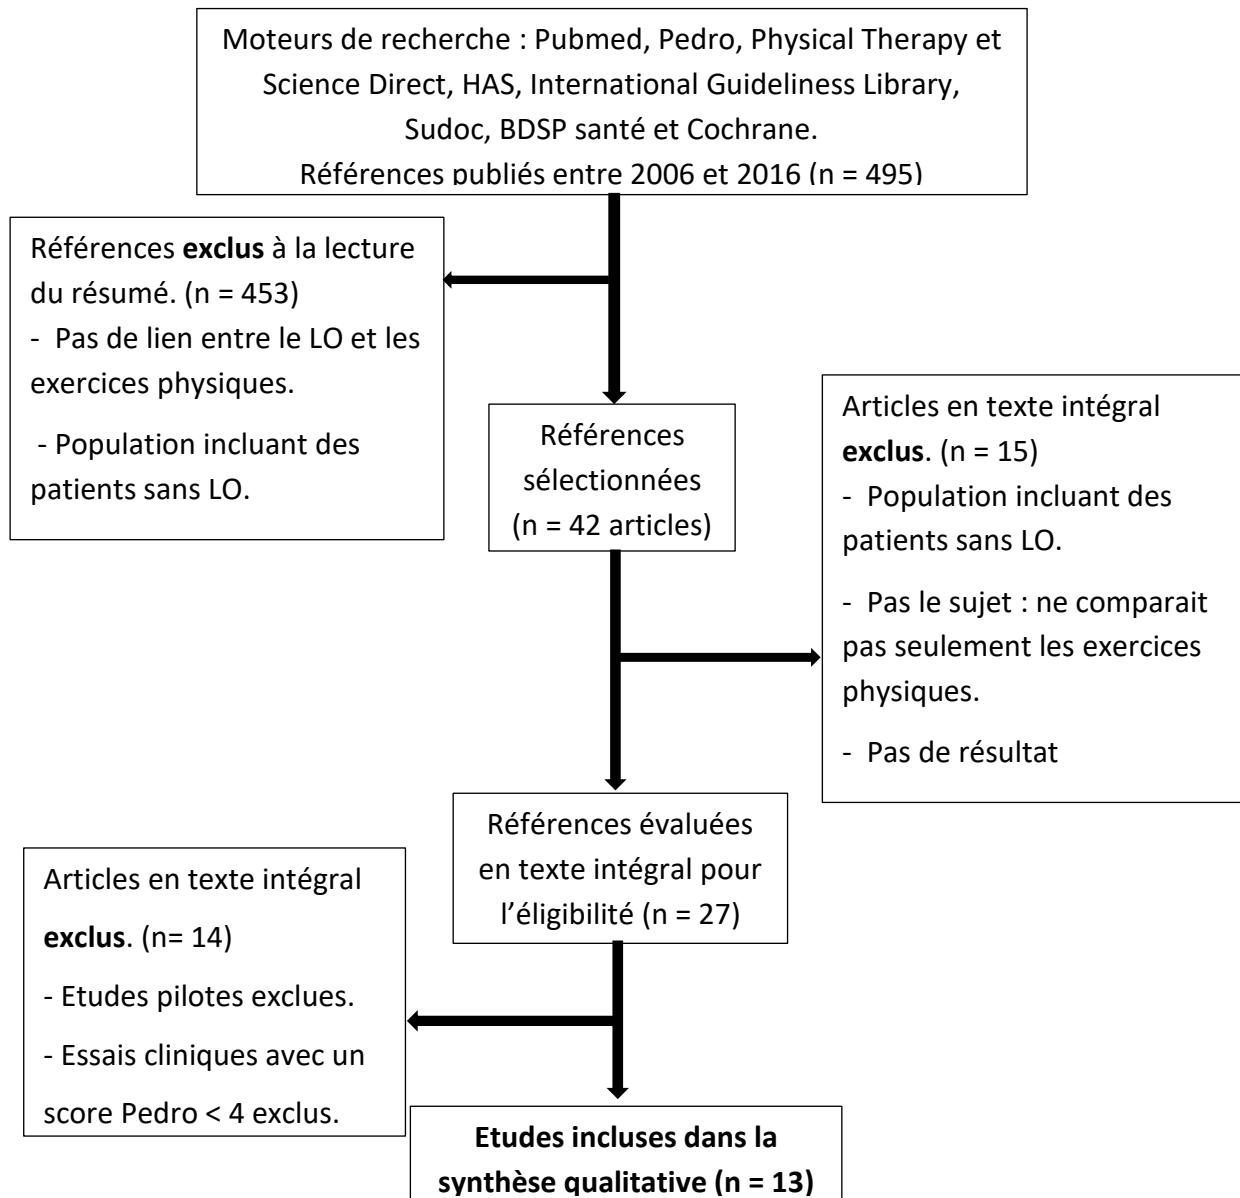 Moteurs de recherche : Pubmed, Pedro, Physical Therapy et
Science Direct, HAS, International Guideliness Library,
Sudoc, BDSP santé et Cochrane.
Références publiés entre 2006 et 2016 (n = 495)
Références exclus à la lecture
du résumé. (n = 453)
- Pas de lien entre le LO et les
exercices physiques.
- Population incluant des
patients sans LO.
Références
sélectionnées
(n = 42 articles)
Articles en texte intégral
exclus. (n = 15)
- Population incluant des
patients sans LO.
- Pas le sujet : ne comparait
pas seulement les exercices
physiques.
- Pas de résultat
Références évaluées
en texte intégral pour
l’éligibilité (n = 27)
Articles en texte intégral
exclus. (n= 14)
- Etudes pilotes exclues.
- Essais cliniques avec un
score Pedro < 4 exclus.
Etudes incluses dans la
synthèse qualitative (n = 13)